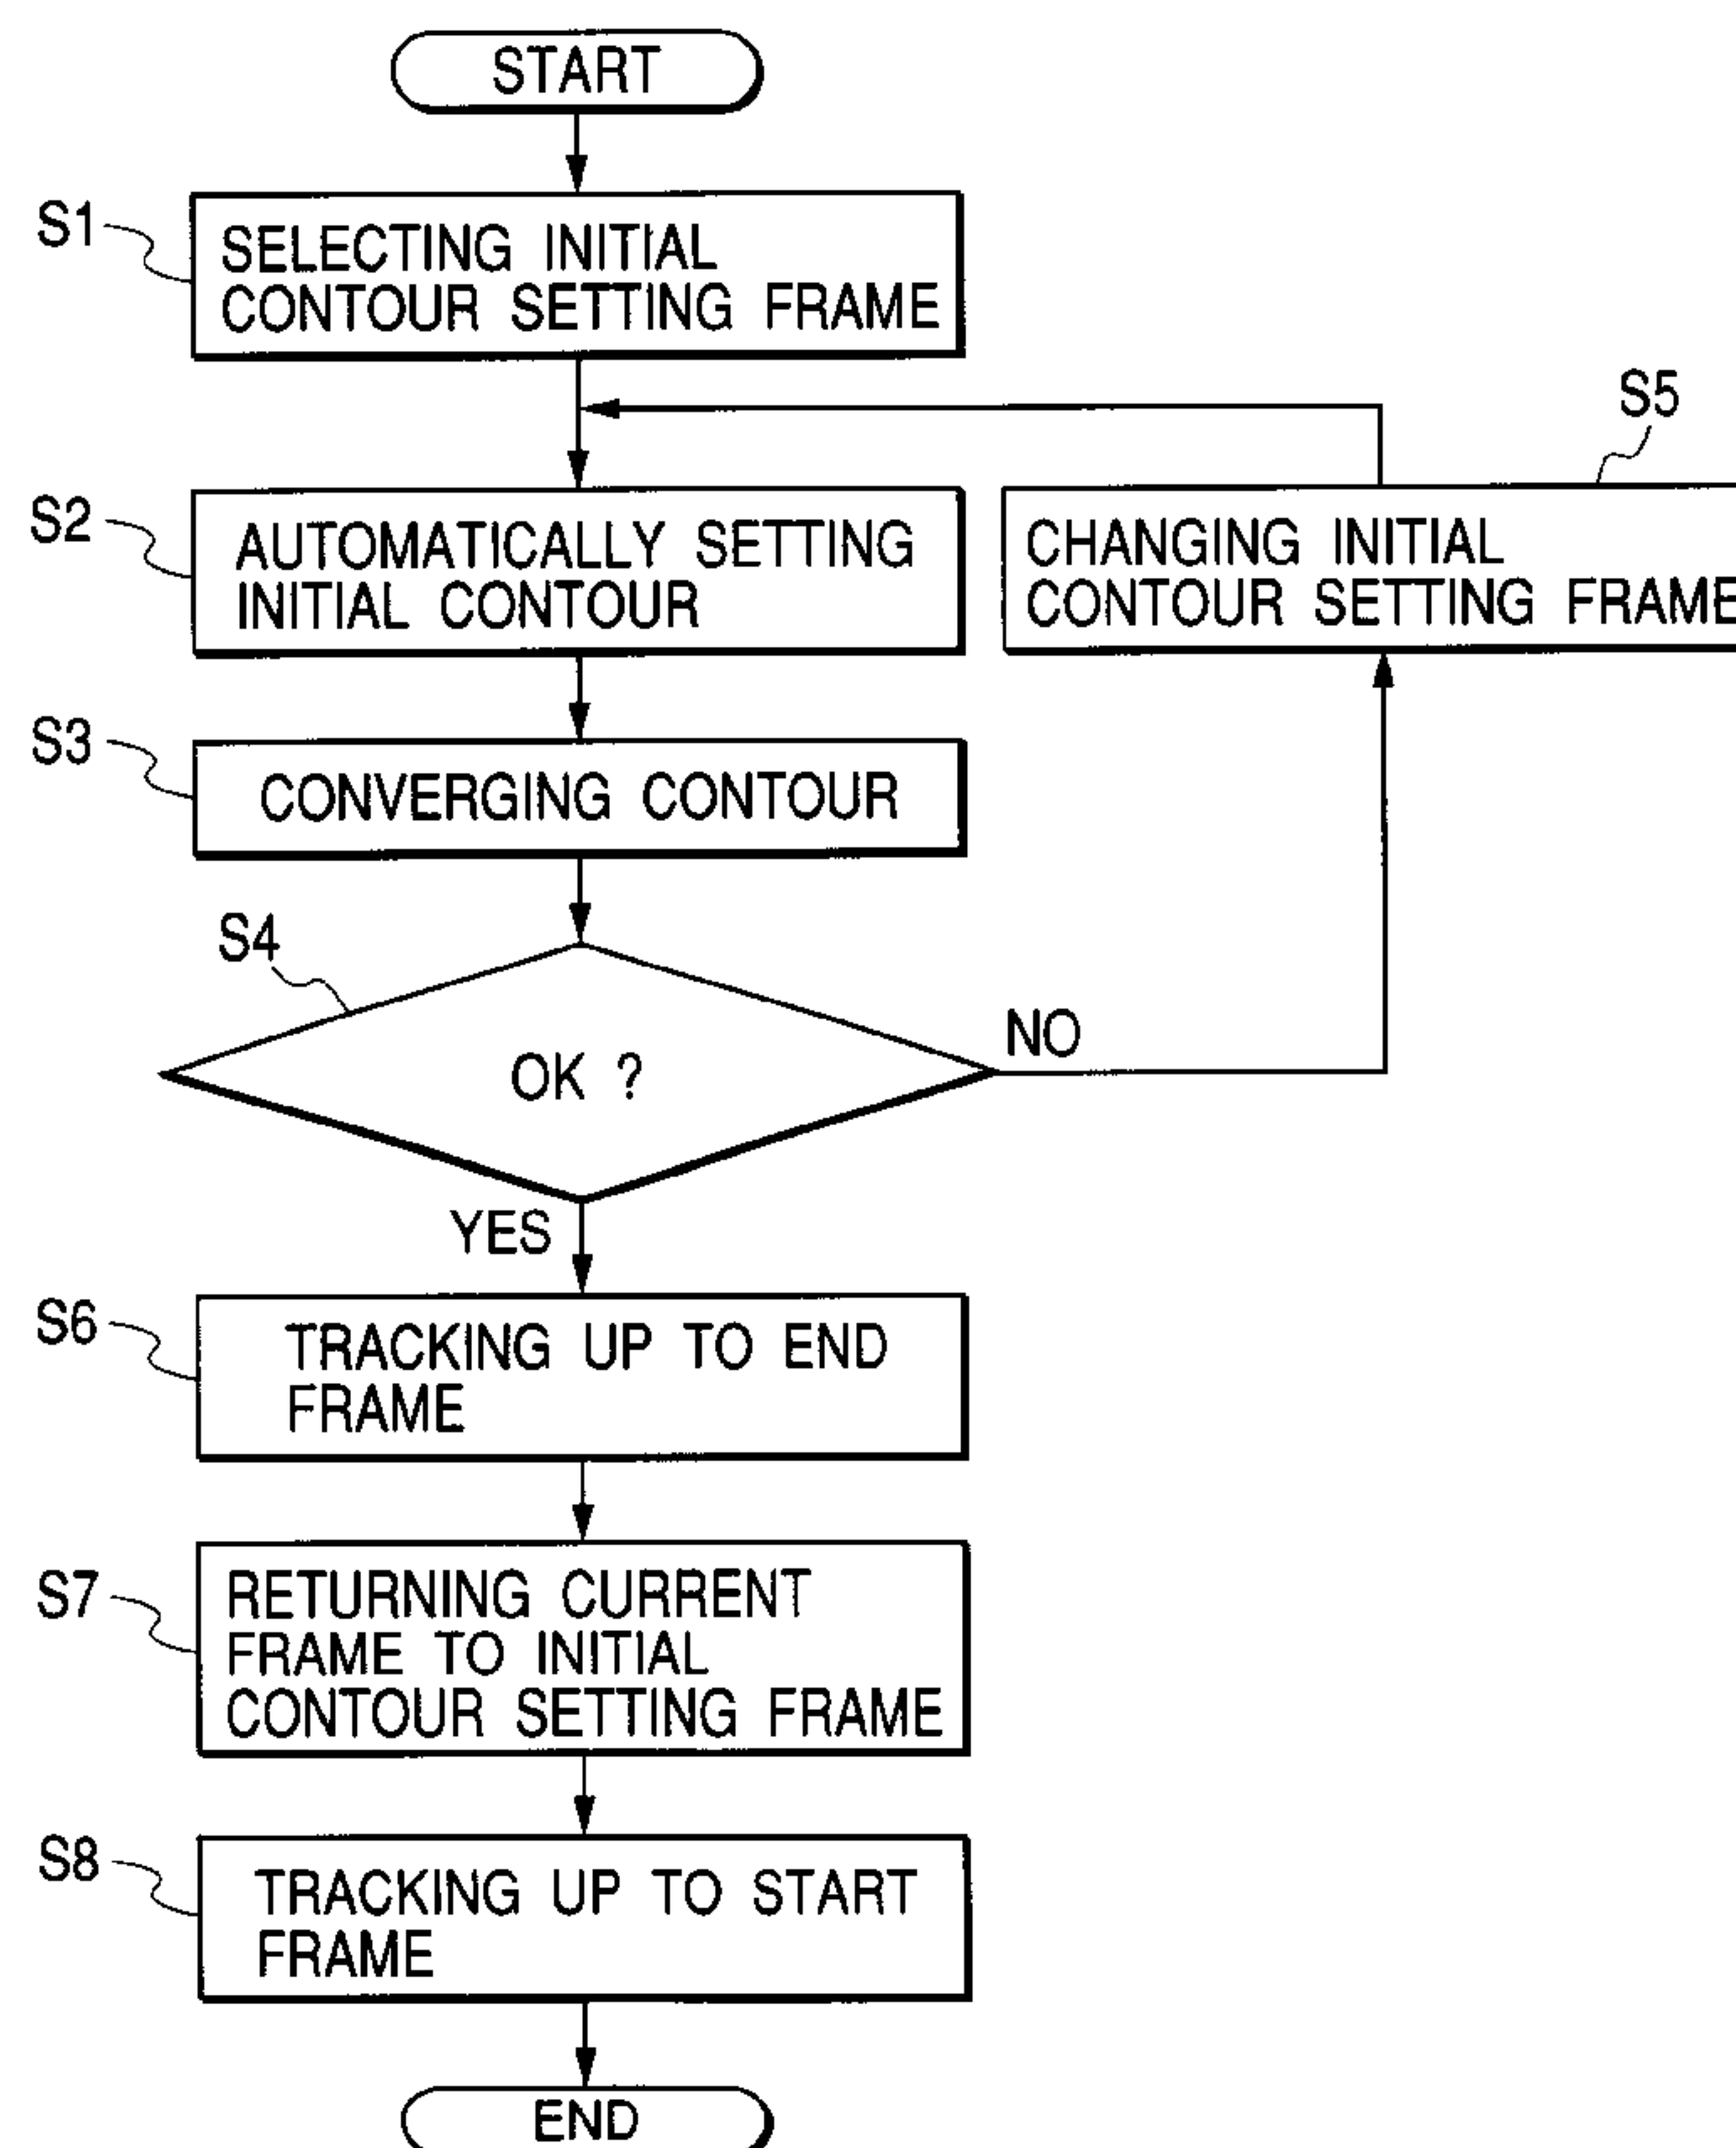 START
S1
SELECTING INITIAL
CONTOUR SETTING FRAME
S5
S2
AUTOMATICALLY SETTING
INITIAL CONTOUR
CHANGING INITIAL
CONTOUR SETTING FRAME
S3
CONVERGING CONTOUR
S4
OK ?
NO
YES
S6
TRACKING UP TO END
FRAME
S7
RETURNING CURRENT
FRAME TO INITIAL
CONTOUR SETTING FRAME
S8
TRACKING UP TO START
FRAME
END